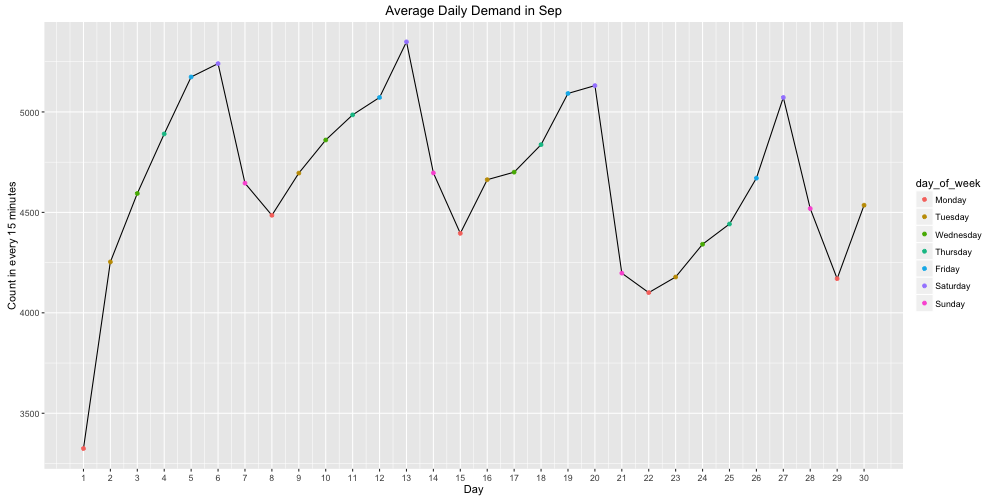 Average Daily Demand in Sep
Count in every 15 minutes
5000
4500
4000
3500
1 2 3 4 5 6 7 8 9 10 11 12 13 14 15 16 17 18 19 20 21 22 23 24 25 26 27 28 29 30
Day
day_of_week
Monday
Tuesday
Wednesday
Thursday
Friday
Saturday
Sunday